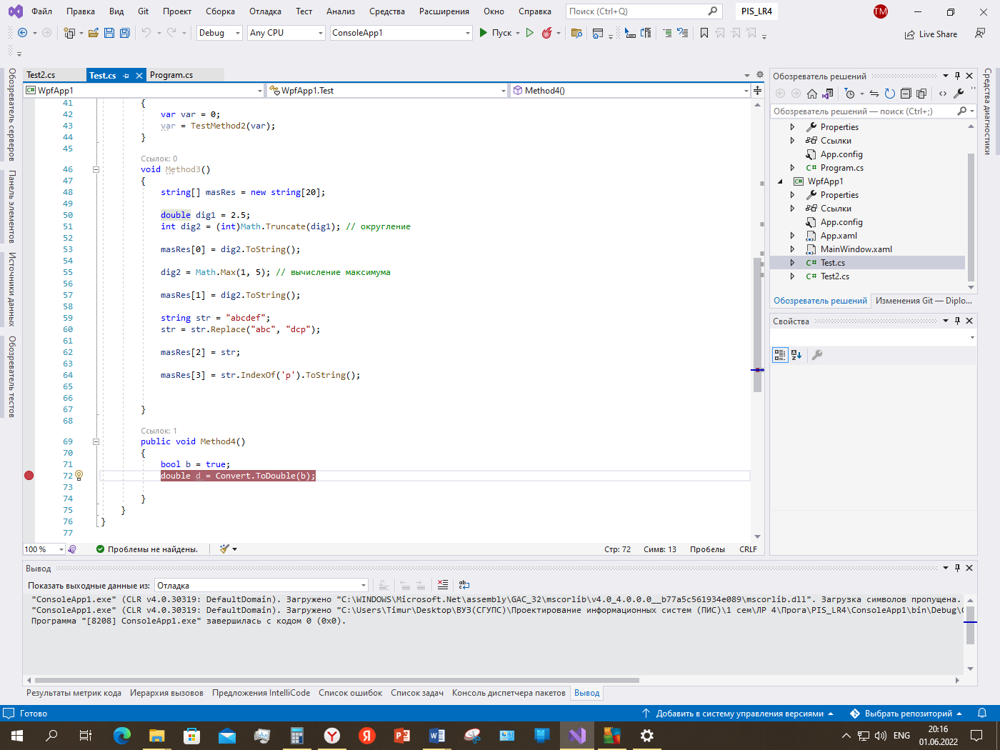 Файл Правка Вид Git Проект Сборка Отладка Тест Анализ Средства Расширения Окно Справка Поиск (Ctrl+Q) PIS_LR4 TM
Debug Any CPU ConsoleApp1 Пуск Live Share
Test2.cs Test.cs Program.cs
WpfApp1 WpfApp1.Test Method4()
41 {
42 var var = 0;
43 var = TestMethod2(var);
44 }
45
Ссылок: 0
46 void Method3()
47 {
48 string[] masRes = new string[20];
49
50 double dig1 = 2.5;
51 int dig2 = (int)Math.Truncate(dig1); // округление
52
53 masRes[0] = dig2.ToString();
54
55 dig2 = Math.Max(1, 5); // вычисление максимума
56
57 masRes[1] = dig2.ToString();
58
59 string str = "abcdef";
60 str = str.Replace("abc", "dcp");
61
62 masRes[2] = str;
63
64 masRes[3] = str.IndexOf('p').ToString();
65
66
67 }
68
Ссылок: 1
69 public void Method4()
70 {
71 bool b = true;
72 double d = Convert.ToDouble(b);
73
74 }
75 }
76 }
77
100 % Проблемы не найдены. Стр: 72 Симв: 13 Пробелы CRLF
Обозреватель серверов
Панель элементов
Источники данных
Обозреватель тестов
Обозреватель решений
Обозреватель решений — поиск (Ctrl+;)
Properties
Ссылки
App.config
C# Program.cs
C# WpfApp1
Properties
Ссылки
App.config
App.xaml
MainWindow.xaml
C# Test.cs
C# Test2.cs
Обозреватель решений Изменения Git — Diplo...
Свойства
Средства диагностики
Вывод
Показать выходные данные из: Отладка
"ConsoleApp1.exe" (CLR v4.0.30319: DefaultDomain). Загружено "C:\WINDOWS\Microsoft.Net\assembly\GAC_32\mscorlib\v4.0_4.0.0.0__b77a5c561934e089\mscorlib.dll". Загрузка символов пропущена.
"ConsoleApp1.exe" (CLR v4.0.30319: DefaultDomain). Загружено "C:\Users\Timur\Desktop\ВУЗ(СГУПС)\Проектирование информационных систем (ПИС)\1 сем\ЛР 4\Прога\PIS_LR4\ConsoleApp1\bin\Debug\
Программа "[8208] ConsoleApp1.exe" завершилась с кодом 0 (0x0).
Результаты метрик кода Иерархия вызовов Предложения IntelliCode Список ошибок Список задач Консоль диспетчера пакетов Вывод
Готово Добавить в систему управления версиями Выбрать репозиторий
ENG 20:16
01.06.2022